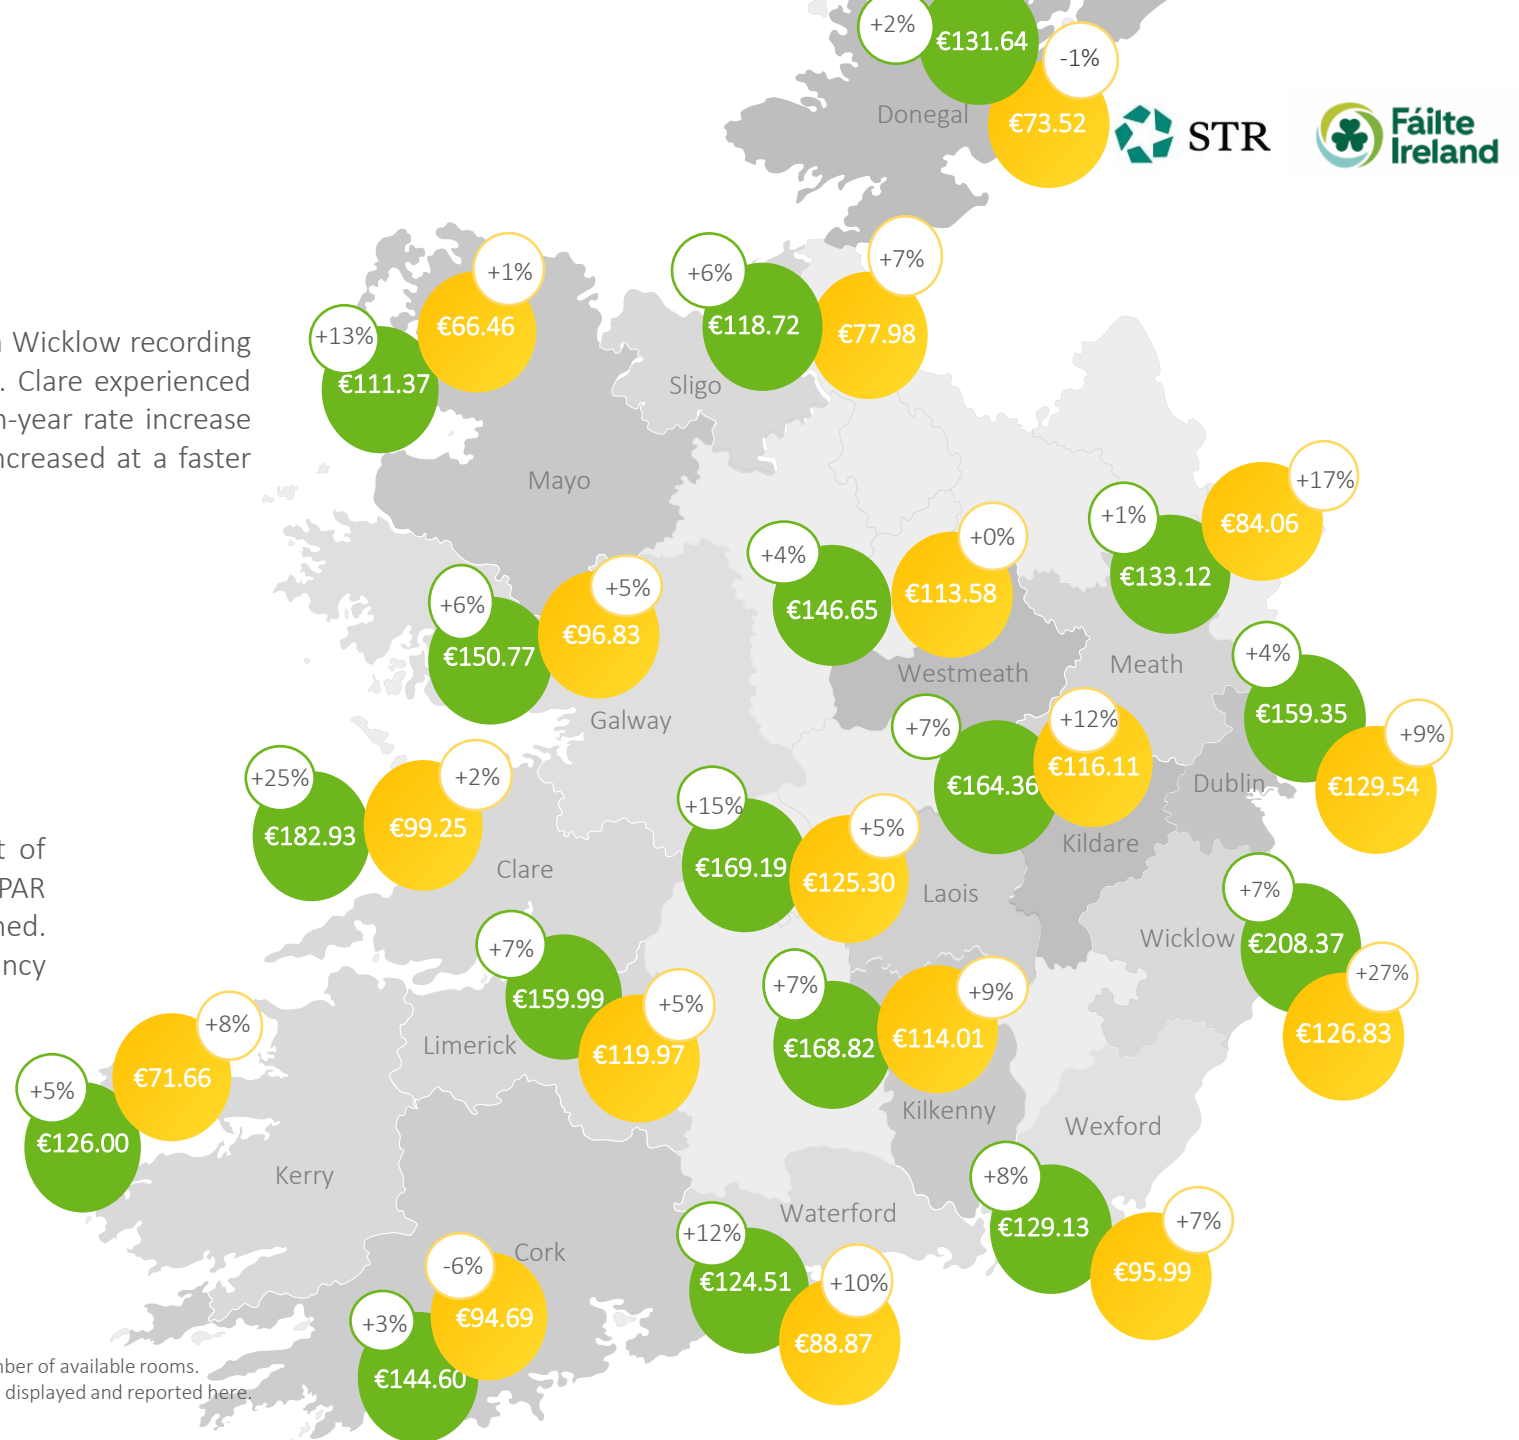 +2%
€131.64
-1%
Donegal
€73.52
STR
Fáilte
Ireland
+1%
+6%
+7%
€66.46
€118.72
€77.98
+13%
€111.37
Sligo
Wicklow recording
. Clare experienced
-year rate increase
ncreased at a faster
Mayo
+17%
+1%
€84.06
+0%
+4%
€133.12
+5%
€146.65
€113.58
+6%
€96.83
€150.77
Westmeath
Meath
+4%
Galway
+7%
+12%
€159.35
+9%
€164.36
€116.11
€129.54
Dublin
+25%
+2%
€182.93
€99.25
+15%
+5%
Kildare
Clare
€169.19
€125.30
Laois
t of
PAR
ned.
ncy
+7%
Wicklow
€208.37
+27%
€126.83
+7%
€159.99
+5%
+7%
+9%
Limerick
€119.97
€168.82
€114.01
+8%
+5%
€71.66
€126.00
Kilkenny
Wexford
Kerry
+8%
Waterford
€129.13
+7%
€95.99
+12%
Cork
-6%
€124.51
+10%
+3%
€94.69
€88.87
€144.60
ber of available rooms.
displayed and reported here.